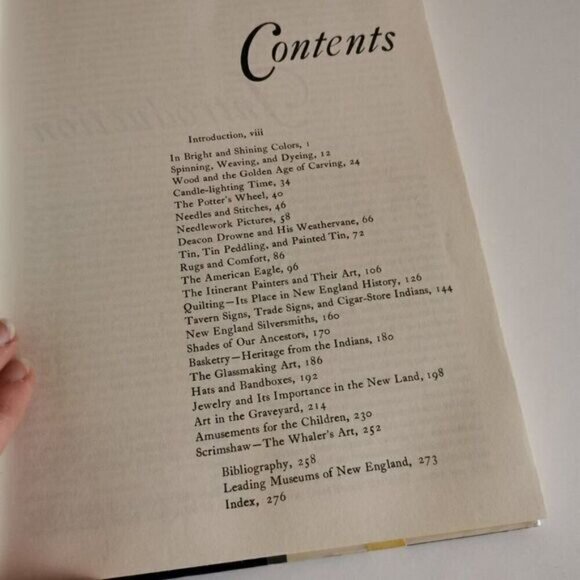 Contents
Introduction, viii
In Bright and Shining Colors, 1
Spinning, Weaving, and Dyeing, 12
Wood and the Golden Age of Carving, 24
Candle-lighting Time, 34
The Potter's Wheel, 40
Needles and Stitches, 46
Needlework Pictures, 58
Deacon Drowne and His Weathervane, 66
Tin, Tin Peddling, and Painted Tin, 72
Rugs and Comfort, 86
The American Eagle, 96
The Itinerant Painters and Their Art, 106
Quilting—Its Place in New England History, 126
Tavern Signs, Trade Signs, and Cigar-Store Indians, 144
New England Silversmiths, 160
Shades of Our Ancestors, 170
Basketry—Heritage from the Indians, 180
The Glassmaking Art, 186
Hats and Bandboxes, 192
Jewelry and Its Importance in the New Land, 198
Art in the Graveyard, 214
Amusements for the Children, 230
Scrimshaw—The Whaler's Art, 252
Bibliography, 258
Leading Museums of New England, 273
Index, 276